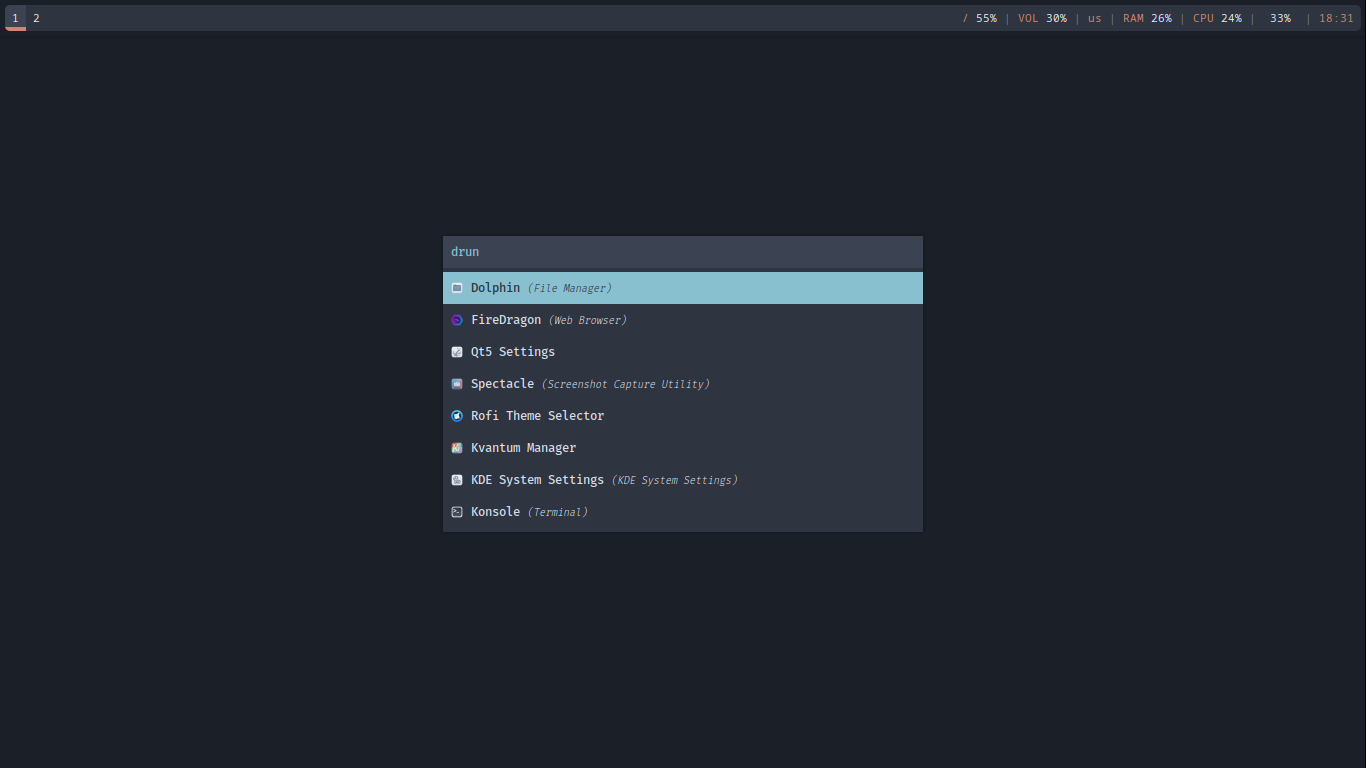 1 2 / 55% | VOL 30% | us | RAM 26% | CPU 24% | 33% | 18:31
drun
Dolphin (File Manager)
FireDragon (Web Browser)
Qt5 Settings
Spectacle (Screenshot Capture Utility)
Rofi Theme Selector
Kvantum Manager
KDE System Settings (KDE System Settings)
Konsole (Terminal)